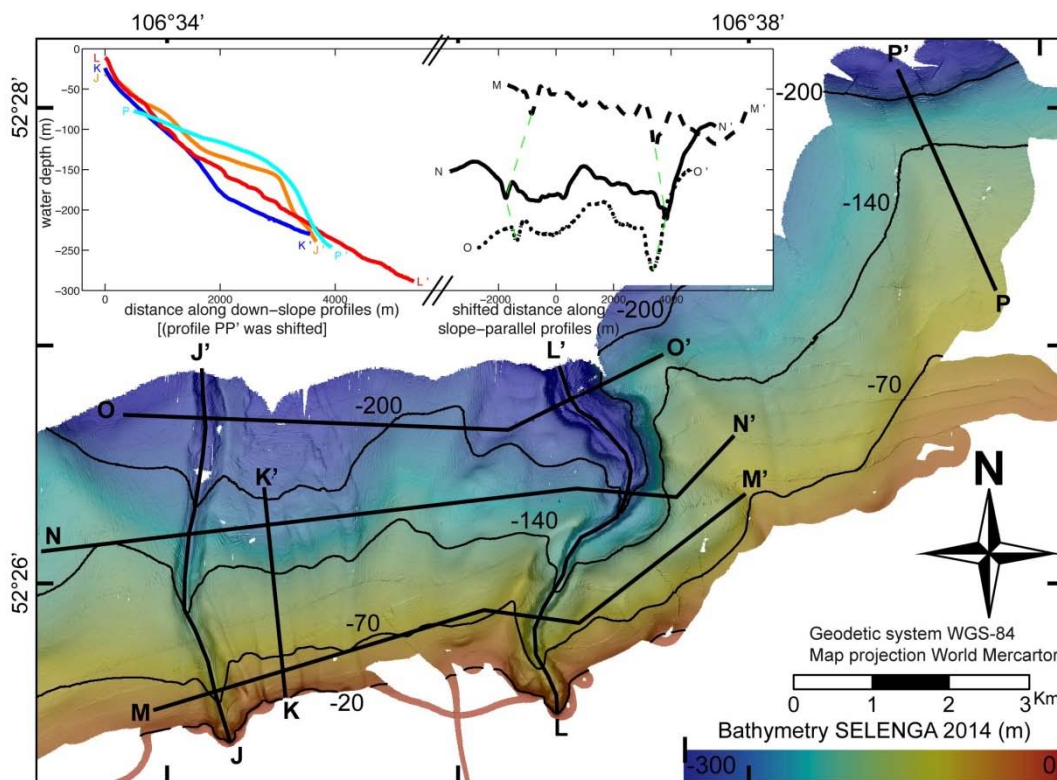 106°34'
106°38'
52°28'
52°26'
0
−50
−100
−150
−200
−250
−300
water depth (m)
0
2000
4000
distance along down−slope profiles (m)
[(profile PP' was shifted]
L
K
J
P
K'
J'
P'
L'
−2000
0
2000
4000
shifted distance along
slope−parallel profiles (m)
M
M'
N
N'
O
O'
P'
-200
-140
P
-200
-70
J'
L'
O'
O
-200
K'
N'
M'
N
-140
-70
M
K
-20
J
L
N
Geodetic system WGS-84
Map projection World Mercartor
0 1 2 3
Km
Bathymetry SELENGA 2014 (m)
-300
0